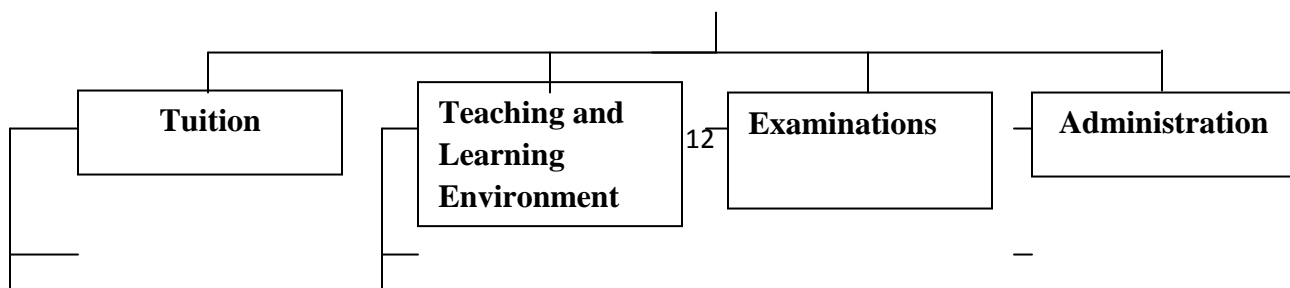 Tuition
Teaching and
Learning
Environment
12
Examinations
Administration